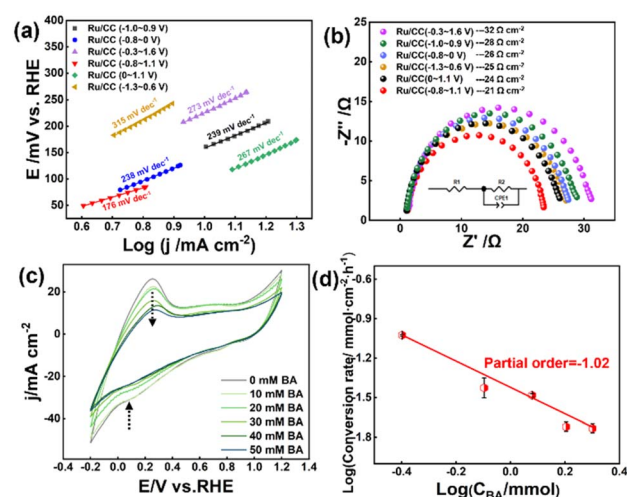 (a)
Ru/CC (-1.0~0.9 V)
Ru/CC (-0.8~0 V)
Ru/CC (-0.3~1.6 V)
Ru/CC (-0.8~1.1 V)
Ru/CC (0~1.1 V)
Ru/CC (-1.3~0.6 V)
315 mV dec⁻¹
273 mV dec⁻¹
239 mV dec⁻¹
267 mV dec⁻¹
238 mV dec⁻¹
176 mV dec⁻¹
400
350
300
250
200
150
100
50
0
0.6 0.7 0.8 0.9 1.0 1.1 1.2 1.3
E /mV vs. RHE
Log (j /mA cm⁻²)
(b)
Ru/CC(-0.3~1.6 V) ---32 Ω cm⁻²
Ru/CC(-1.0~0.9 V) ---28 Ω cm⁻²
Ru/CC(-0.8~0 V) ---26 Ω cm⁻²
Ru/CC(-1.3~0.6 V) ---25 Ω cm⁻²
Ru/CC(0~1.1 V) ---24 Ω cm⁻²
Ru/CC(-0.8~1.1 V)---21 Ω cm⁻²
R1
R2
CPE1
25
20
15
10
5
0
0 10 20 30
-Z'' /Ω
Z' /Ω
(c)
20
0
-20
-40
0 mM BA
10 mM BA
20 mM BA
30 mM BA
40 mM BA
50 mM BA
-0.2 0.0 0.2 0.4 0.6 0.8 1.0 1.2
j/mA cm⁻²
E/V vs.RHE
(d)
-0.9
-1.2
-1.5
-1.8
Partial order=-1.02
-0.4 -0.2 0.0 0.2 0.4
Log(Conversion rate/ mmol·cm⁻²·h⁻¹)
Log(C_BA/mmol)